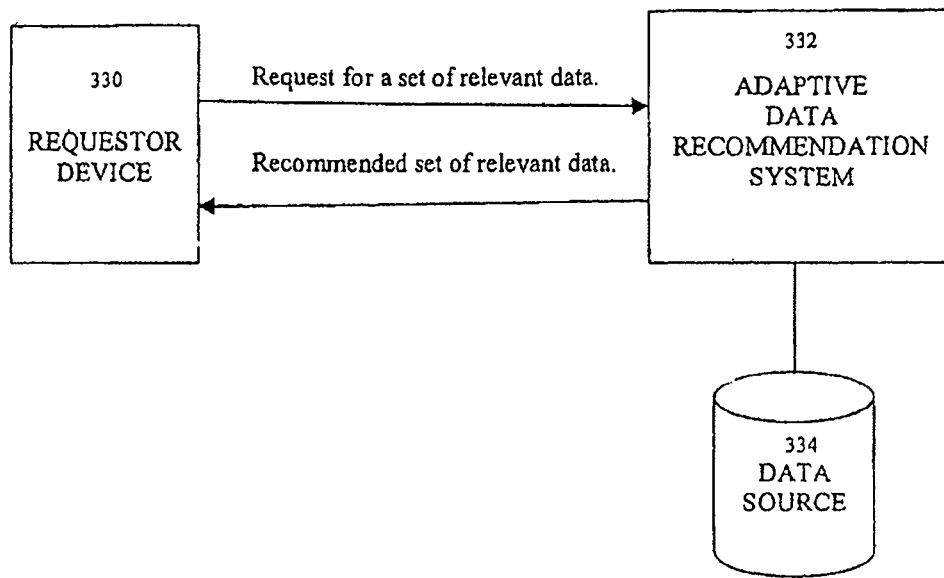 330
REQUESTOR
DEVICE
Request for a set of relevant data.
Recommended set of relevant data.
332
ADAPTIVE
DATA
RECOMMENDATION
SYSTEM
334
DATA
SOURCE